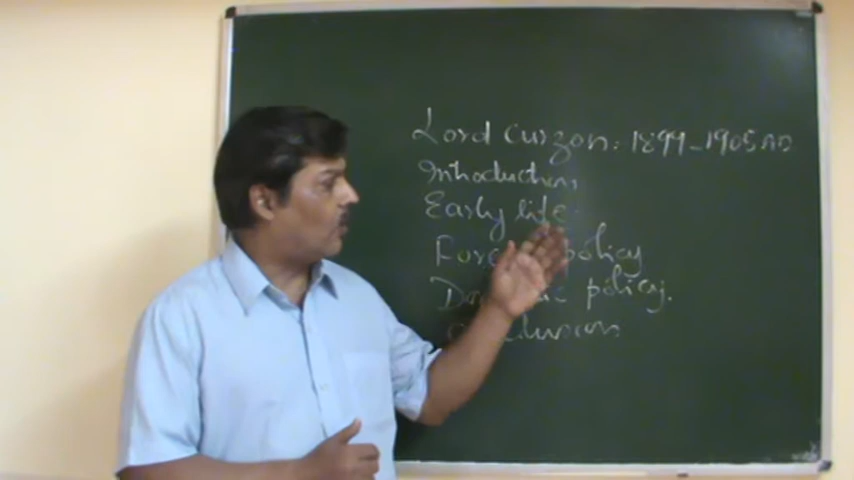 Lord Curzon: 1899-1905 AD
Introduction,
Early life.
policy
policy.